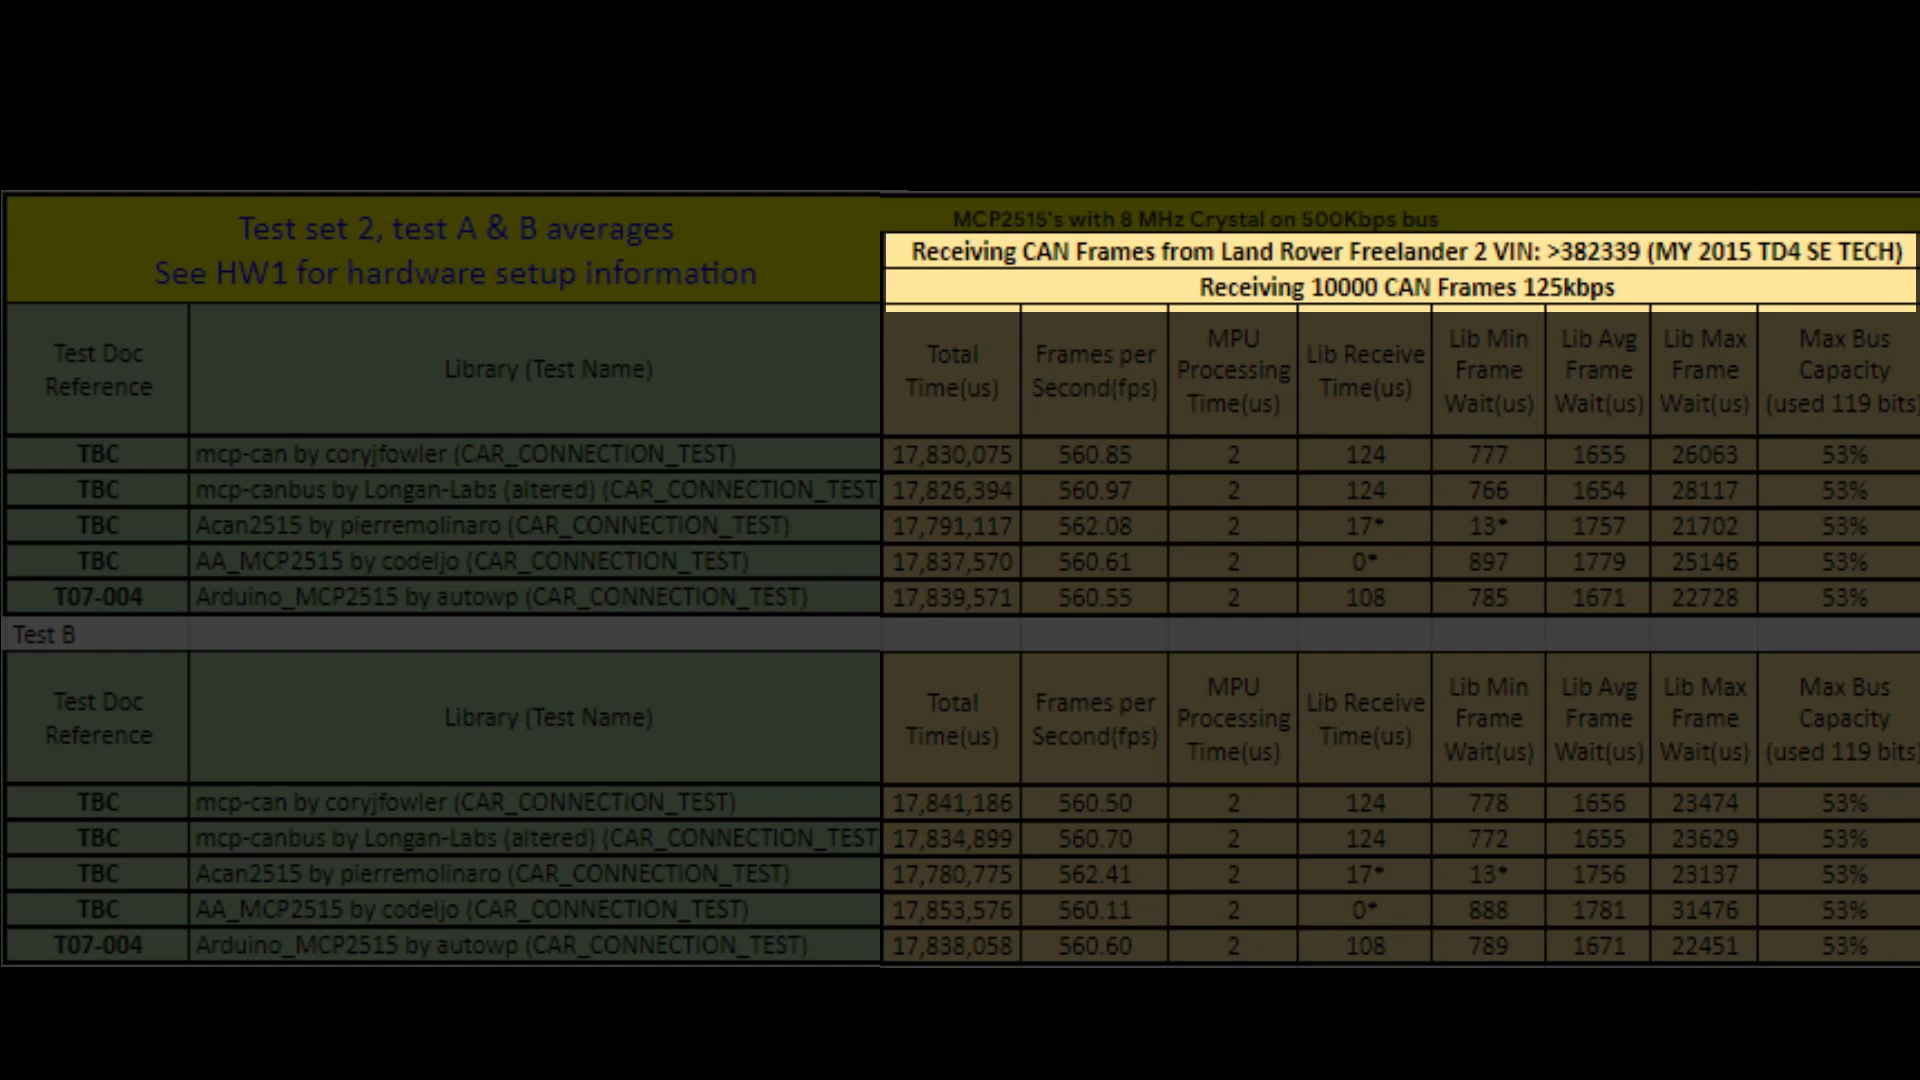 Test set 2, test A & B averages
See HW1 for hardware setup information
MCP2515's with 8 MHz Crystal on 500Kbps bus
Receiving CAN Frames from Land Rover Freelander 2 VIN: >382339 (MY 2015 TD4 SE TECH)
Receiving 10000 CAN Frames 125kbps
Test Doc Reference Library (Test Name) Total Time(us) Frames per Second(fps) MPU Processing Time(us) Lib Receive Time(us) Lib Min Frame Wait(us) Lib Avg Frame Wait(us) Lib Max Frame Wait(us) Max Bus Capacity (used 119 bits
TBC mcp-can by coryjfowler (CAR_CONNECTION_TEST) 17,830,075 560.85 2 124 777 1655 26063 53%
TBC mcp-canbus by Longan-Labs (altered) (CAR_CONNECTION_TEST 17,826,394 560.97 2 124 766 1654 28117 53%
TBC Acan2515 by pierremolinaro (CAR_CONNECTION_TEST) 17,791,117 562.08 2 17* 13* 1757 21702 53%
TBC AA_MCP2515 by codeljo (CAR_CONNECTION_TEST) 17,837,570 560.61 2 0* 897 1779 25146 53%
T07-004 Arduino_MCP2515 by autowp (CAR_CONNECTION_TEST) 17,839,571 560.55 2 108 785 1671 22728 53%
Test B
Test Doc Reference Library (Test Name) Total Time(us) Frames per Second(fps) MPU Processing Time(us) Lib Receive Time(us) Lib Min Frame Wait(us) Lib Avg Frame Wait(us) Lib Max Frame Wait(us) Max Bus Capacity (used 119 bits
TBC mcp-can by coryjfowler (CAR_CONNECTION_TEST) 17,841,186 560.50 2 124 778 1656 23474 53%
TBC mcp-canbus by Longan-Labs (altered) (CAR_CONNECTION_TEST 17,834,899 560.70 2 124 772 1655 23629 53%
TBC Acan2515 by pierremolinaro (CAR_CONNECTION_TEST) 17,780,775 562.41 2 17* 13* 1756 23137 53%
TBC AA_MCP2515 by codeljo (CAR_CONNECTION_TEST) 17,853,576 560.11 2 0* 888 1781 31476 53%
T07-004 Arduino_MCP2515 by autowp (CAR_CONNECTION_TEST) 17,838,058 560.60 2 108 789 1671 22451 53%